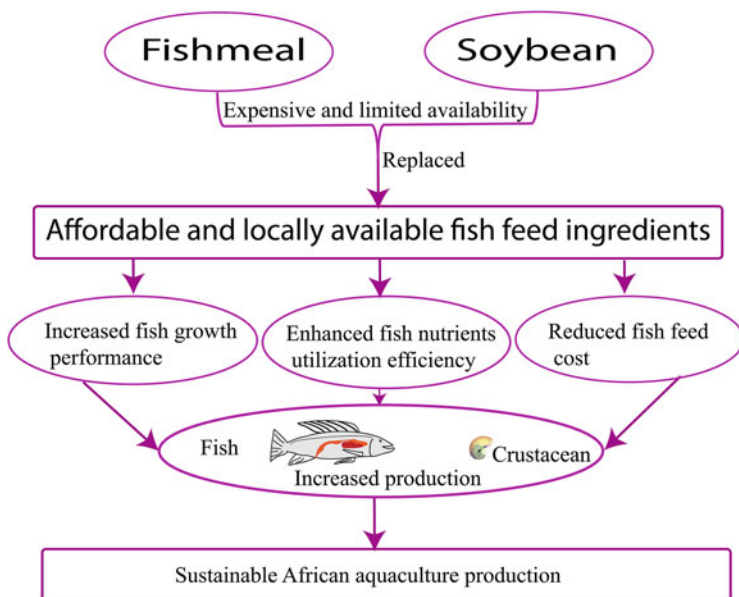 Fishmeal
Soybean
Expensive and limited availability
Replaced
Affordable and locally available fish feed ingredients
Increased fish growth
performance
Enhanced fish nutrients
utilization efficiency
Reduced fish feed
cost
Fish
Crustacean
Increased production
Sustainable African aquaculture production